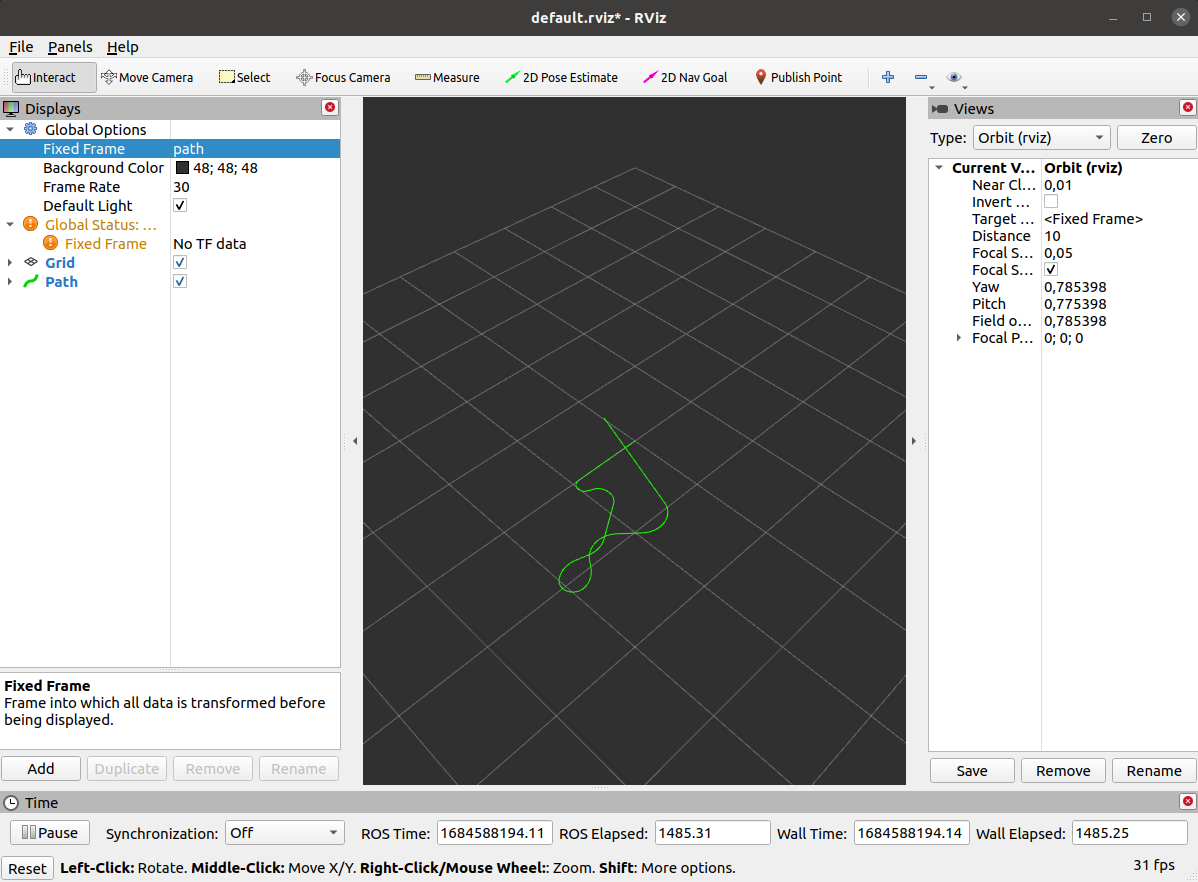 default.rviz* - RViz
File Panels Help
Interact Move Camera Select Focus Camera Measure 2D Pose Estimate 2D Nav Goal Publish Point
Displays
Global Options
Fixed Frame path
Background Color 48; 48; 48
Frame Rate 30
Default Light
Global Status: ...
Fixed Frame No TF data
Grid
Path
Fixed Frame
Frame into which all data is transformed before
being displayed.
Add Duplicate Remove Rename
Views
Type: Orbit (rviz) Zero
Current V... Orbit (rviz)
Near Cl... 0,01
Invert ...
Target ... <Fixed Frame>
Distance 10
Focal S... 0,05
Focal S...
Yaw 0,785398
Pitch 0,775398
Field o... 0,785398
Focal P... 0; 0; 0
Save Remove Rename
Time
Pause Synchronization: Off ROS Time: 1684588194.11 ROS Elapsed: 1485.31 Wall Time: 1684588194.14 Wall Elapsed: 1485.25
Reset Left-Click: Rotate. Middle-Click: Move X/Y. Right-Click/Mouse Wheel:: Zoom. Shift: More options. 31 fps